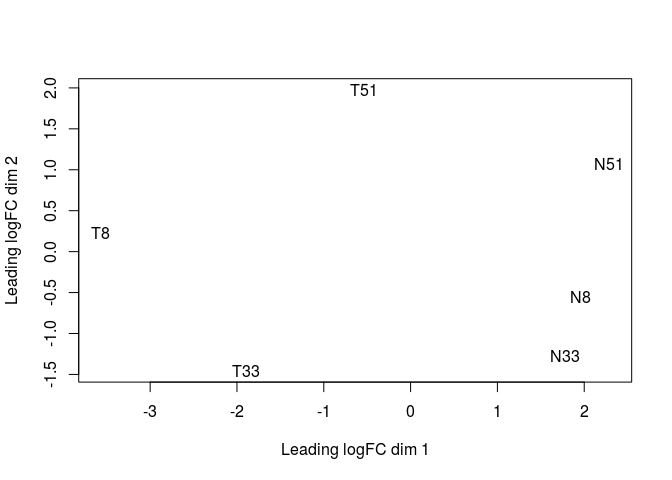 T51
N51
T8
N8
N33
T33
2.0
1.5
1.0
0.5
0.0
-0.5
-1.0
-1.5
Leading logFC dim 2
-3 -2 -1 0 1 2
Leading logFC dim 1